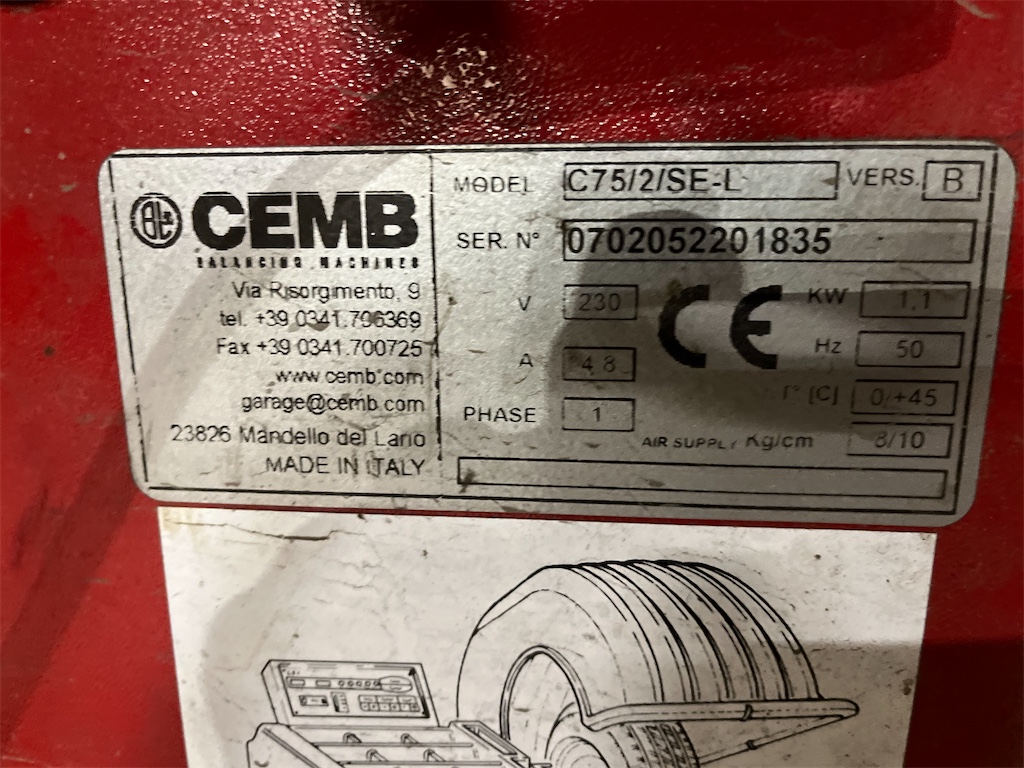 CEMB
BALANCING MACHINES
Via Risorgimento, 9
tel. +39 0341.706369
Fax +39 0341.700725
www.cemb.com
garage@cemb.com
23826 Mandello del Lario
MADE IN ITALY
MODEL C75/2/SE-L VERS. B
SER. N° 0702052201835
V 230 CE KW 1,1
A 4,8 Hz 50
PHASE 1 T° [C] 0/+45
AIR SUPPLY Kg/cm 8/10